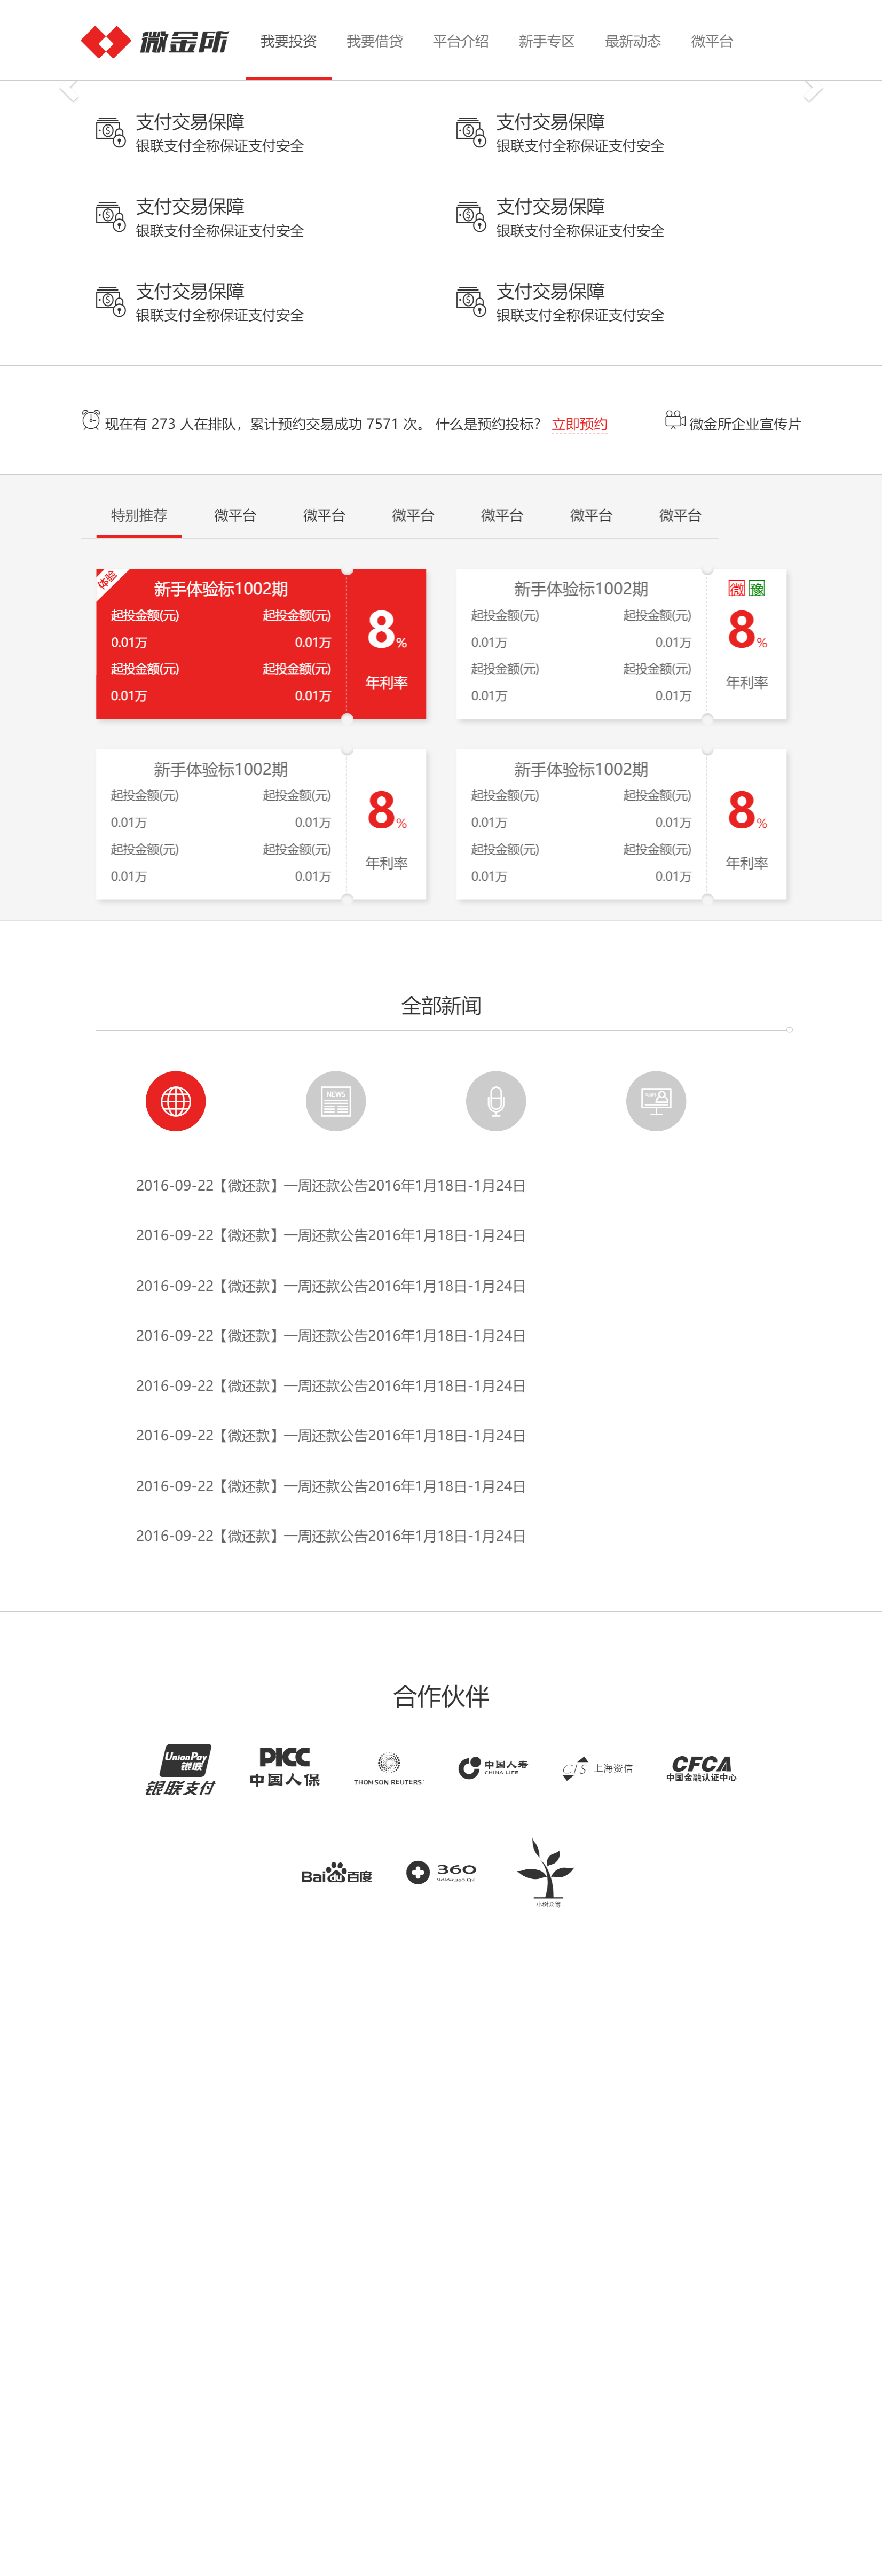 微金所
我要投资 我要借贷 平台介绍 新手专区 最新动态 微平台
支付交易保障
银联支付全称保证支付安全
支付交易保障
银联支付全称保证支付安全
支付交易保障
银联支付全称保证支付安全
支付交易保障
银联支付全称保证支付安全
支付交易保障
银联支付全称保证支付安全
支付交易保障
银联支付全称保证支付安全
现在有 273 人在排队，累计预约交易成功 7571 次。 什么是预约投标？ 立即预约
微金所企业宣传片
特别推荐 微平台 微平台 微平台 微平台 微平台 微平台
体验
新手体验标1002期
起投金额(元) 起投金额(元)
0.01万 0.01万
起投金额(元) 起投金额(元)
0.01万 0.01万
8%
年利率
新手体验标1002期
起投金额(元) 起投金额(元)
0.01万 0.01万
起投金额(元) 起投金额(元)
0.01万 0.01万
微 豫
8%
年利率
新手体验标1002期
起投金额(元) 起投金额(元)
0.01万 0.01万
起投金额(元) 起投金额(元)
0.01万 0.01万
8%
年利率
新手体验标1002期
起投金额(元) 起投金额(元)
0.01万 0.01万
起投金额(元) 起投金额(元)
0.01万 0.01万
8%
年利率
全部新闻
NEWS
2016-09-22【微还款】一周还款公告2016年1月18日-1月24日
2016-09-22【微还款】一周还款公告2016年1月18日-1月24日
2016-09-22【微还款】一周还款公告2016年1月18日-1月24日
2016-09-22【微还款】一周还款公告2016年1月18日-1月24日
2016-09-22【微还款】一周还款公告2016年1月18日-1月24日
2016-09-22【微还款】一周还款公告2016年1月18日-1月24日
2016-09-22【微还款】一周还款公告2016年1月18日-1月24日
2016-09-22【微还款】一周还款公告2016年1月18日-1月24日
合作伙伴
UnionPay
银联
银联支付
PICC
中国人保
THOMSON REUTERS
中国人寿
CHINA LIFE
CIS 上海资信
CFCA
中国金融认证中心
Bai du 百度
360
WWW.360.CN
小树众筹